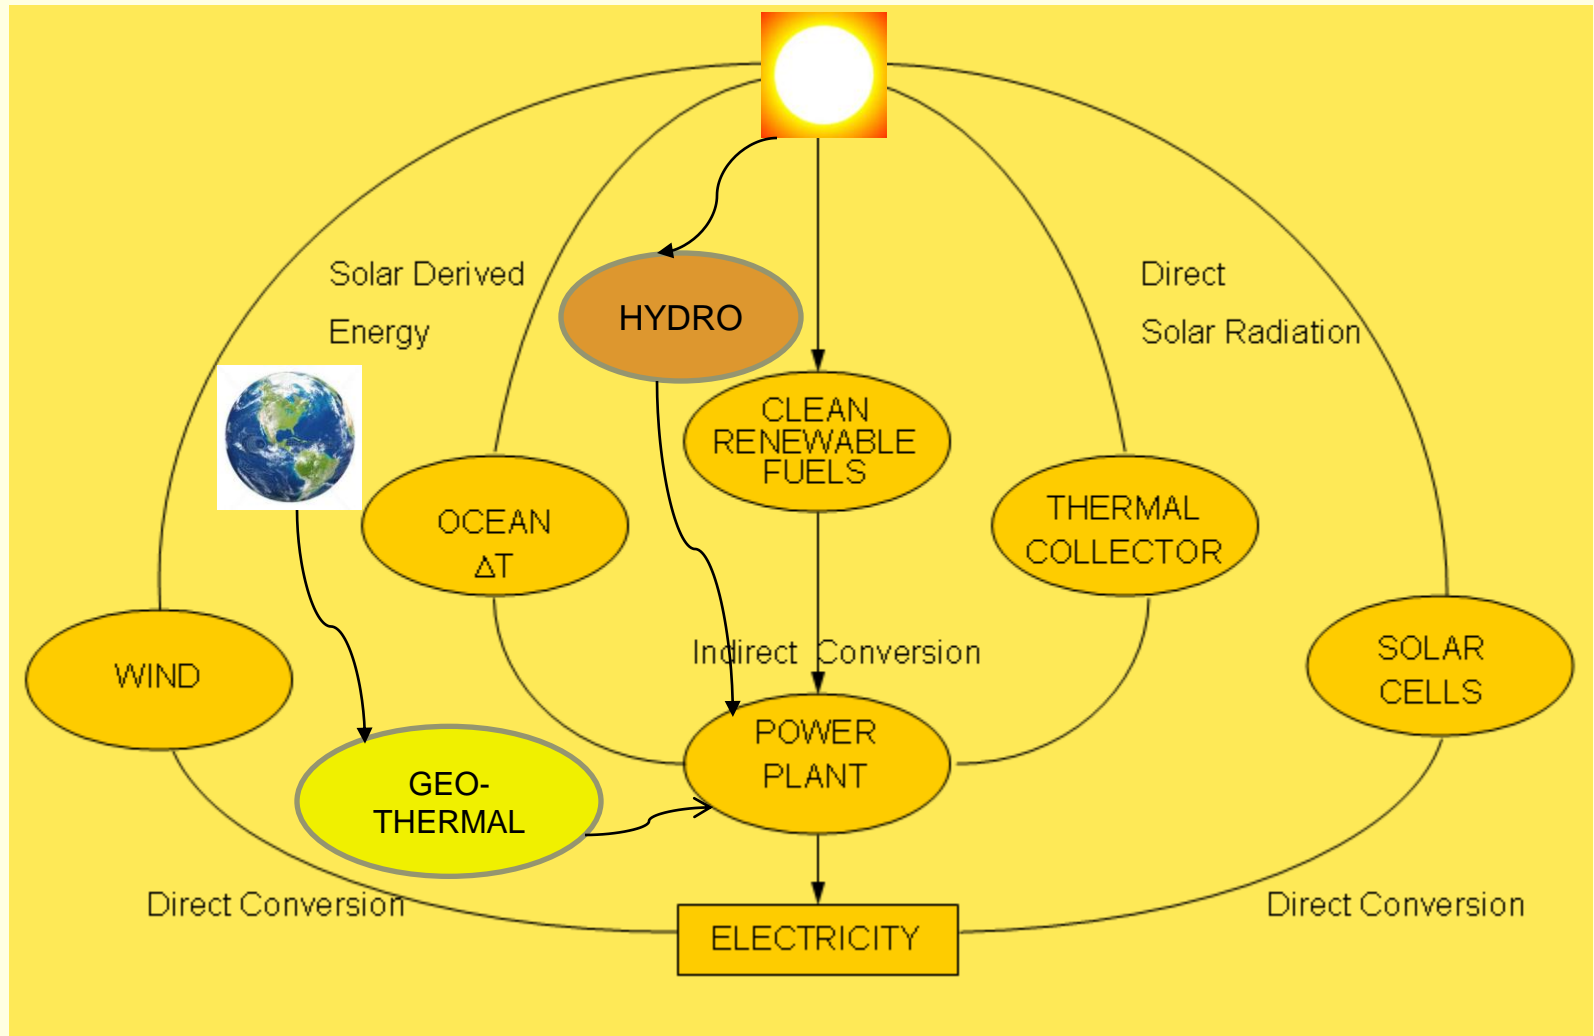 Solar Derived
Energy
Direct
Solar Radiation
HYDRO
CLEAN
RENEWABLE
FUELS
OCEAN
ΔT
THERMAL
COLLECTOR
WIND
Indirect Conversion
SOLAR
CELLS
POWER
PLANT
GEO-
THERMAL
Direct Conversion
ELECTRICITY
Direct Conversion